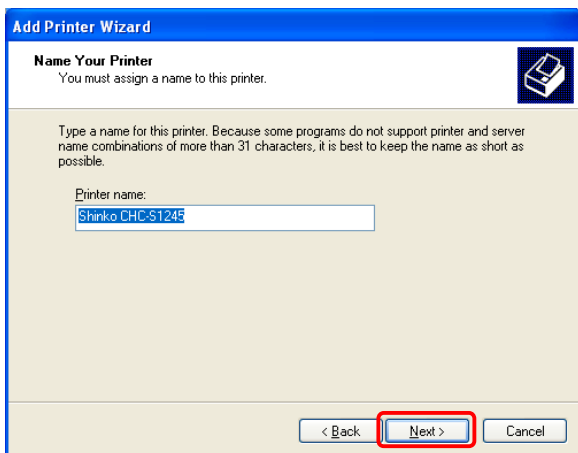 Add Printer Wizard
Name Your Printer
You must assign a name to this printer.
Type a name for this printer. Because some programs do not support printer and server
name combinations of more than 31 characters, it is best to keep the name as short as
possible.
Printer name:
Shinko CHC-S1245
< Back Next > Cancel